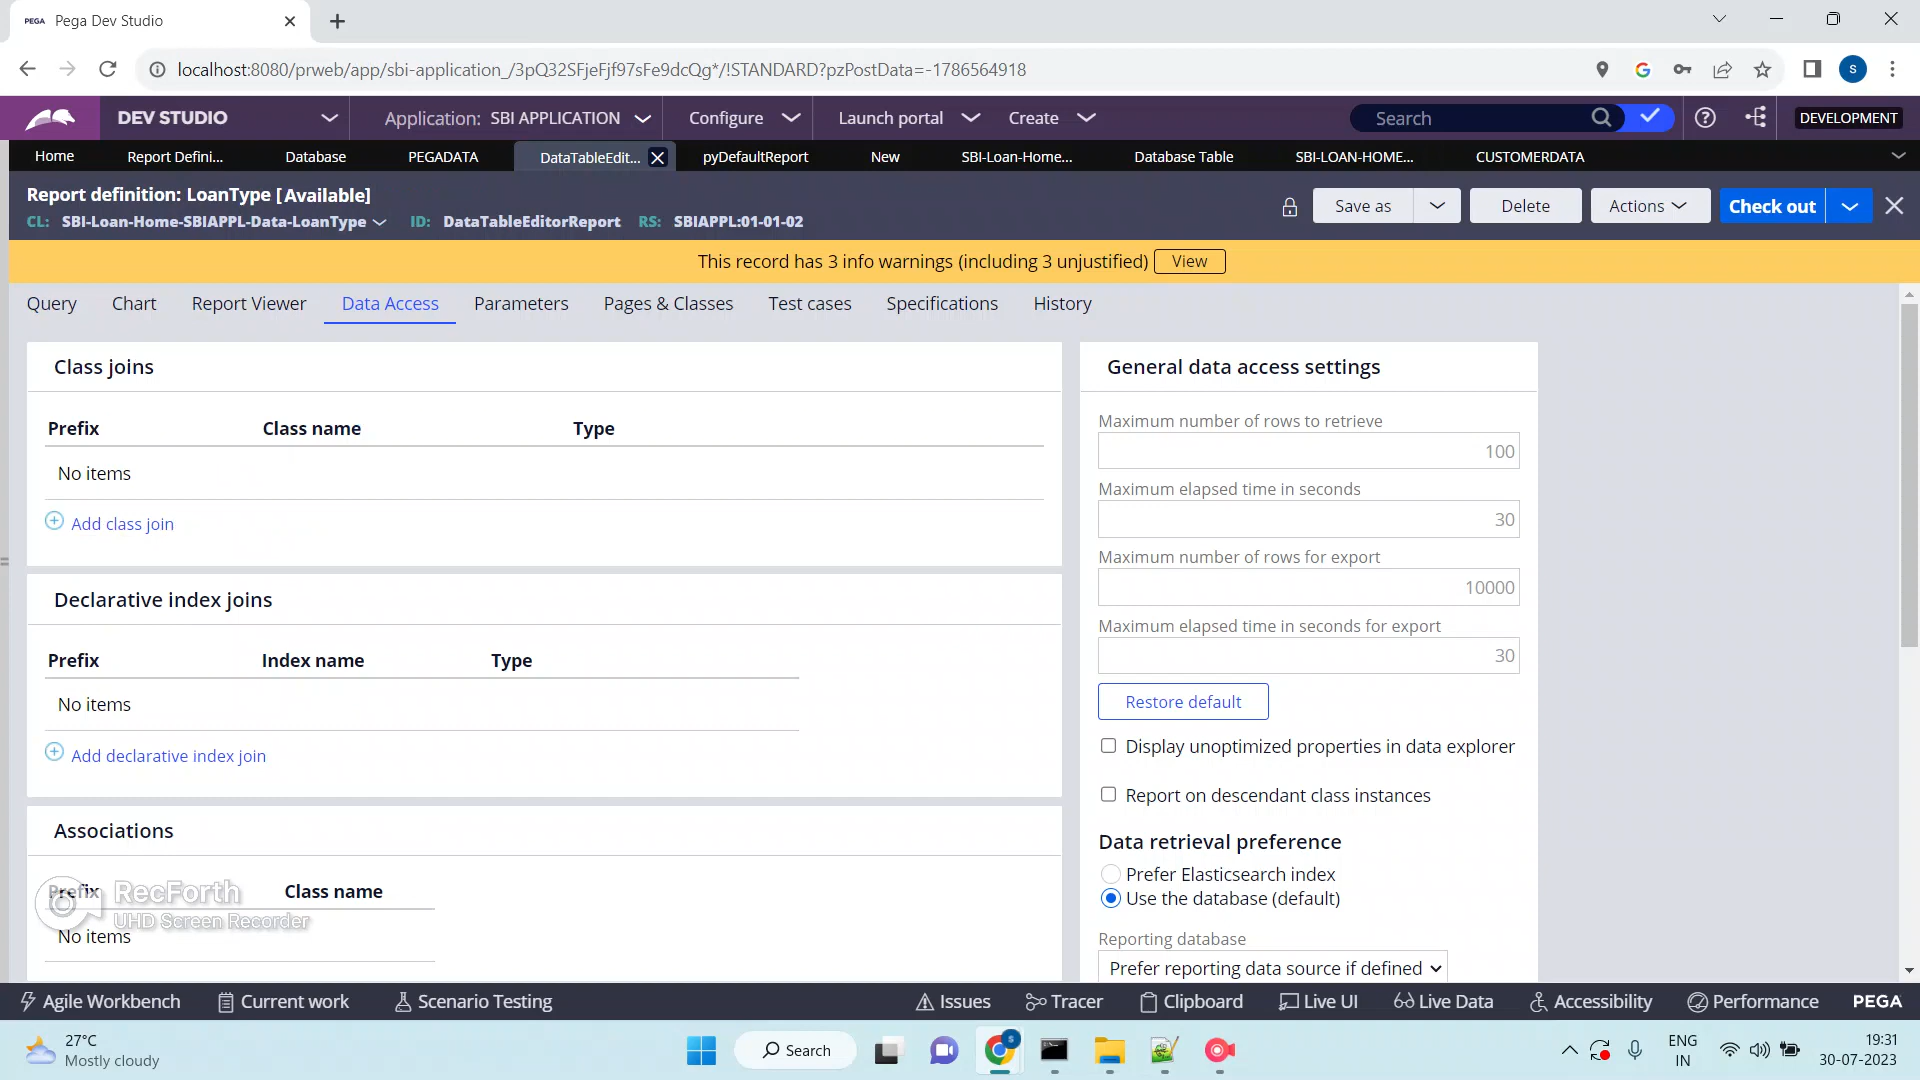 PEGA Pega Dev Studio
localhost:8080/prweb/app/sbi-application_/3pQ32SFjeFjf97sFe9dcQg*/!STANDARD?pzPostData=-1786564918
S
DEV STUDIO Application: SBI APPLICATION Configure Launch portal Create Search DEVELOPMENT
Home Report Defini... Database PEGADATA DataTableEdit... pyDefaultReport New SBI-Loan-Home... Database Table SBI-LOAN-HOME... CUSTOMERDATA
Report definition: LoanType [Available]
CL: SBI-Loan-Home-SBIAPPL-Data-LoanType ID: DataTableEditorReport RS: SBIAPPL:01-01-02
Save as Delete Actions Check out
This record has 3 info warnings (including 3 unjustified) View
Query Chart Report Viewer Data Access Parameters Pages & Classes Test cases Specifications History
Class joins
Prefix Class name Type
No items
Add class join
Declarative index joins
Prefix Index name Type
No items
Add declarative index join
Associations
Prefix Class name
No items
RecForth
UHD Screen Recorder
General data access settings
Maximum number of rows to retrieve
100
Maximum elapsed time in seconds
30
Maximum number of rows for export
10000
Maximum elapsed time in seconds for export
30
Restore default
Display unoptimized properties in data explorer
Report on descendant class instances
Data retrieval preference
Prefer Elasticsearch index
Use the database (default)
Reporting database
Prefer reporting data source if defined
Agile Workbench Current work Scenario Testing Issues Tracer Clipboard Live UI Live Data Accessibility Performance PEGA
27°C
Mostly cloudy
Search
ENG
IN
19:31
30-07-2023